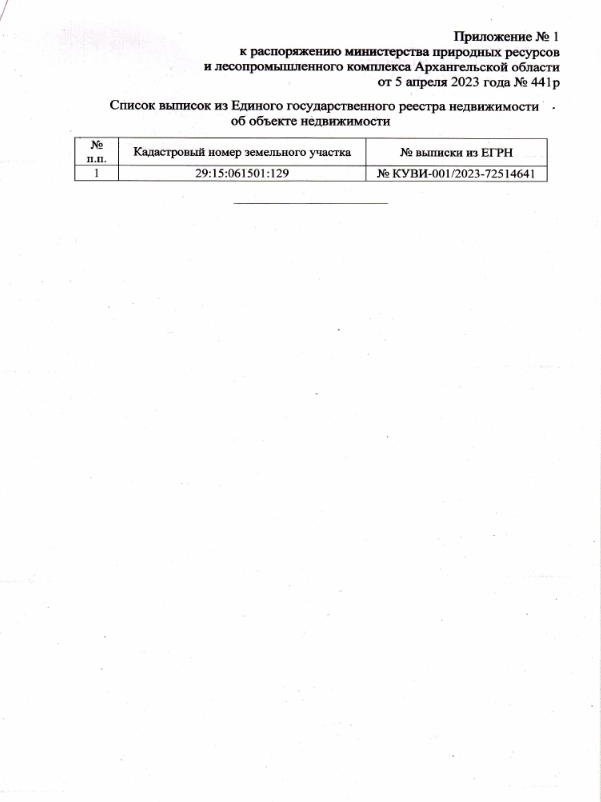 Приложение № 1
к распоряжению министерства природных ресурсов
и лесопромышленного комплекса Архангельской области
от 5 апреля 2023 года № 441р
Список выписок из Единого государственного реестра недвижимости
об объекте недвижимости
№ п.п. Кадастровый номер земельного участка № выписки из ЕГРН
1 29:15:061501:129 № КУВИ-001/2023-72514641